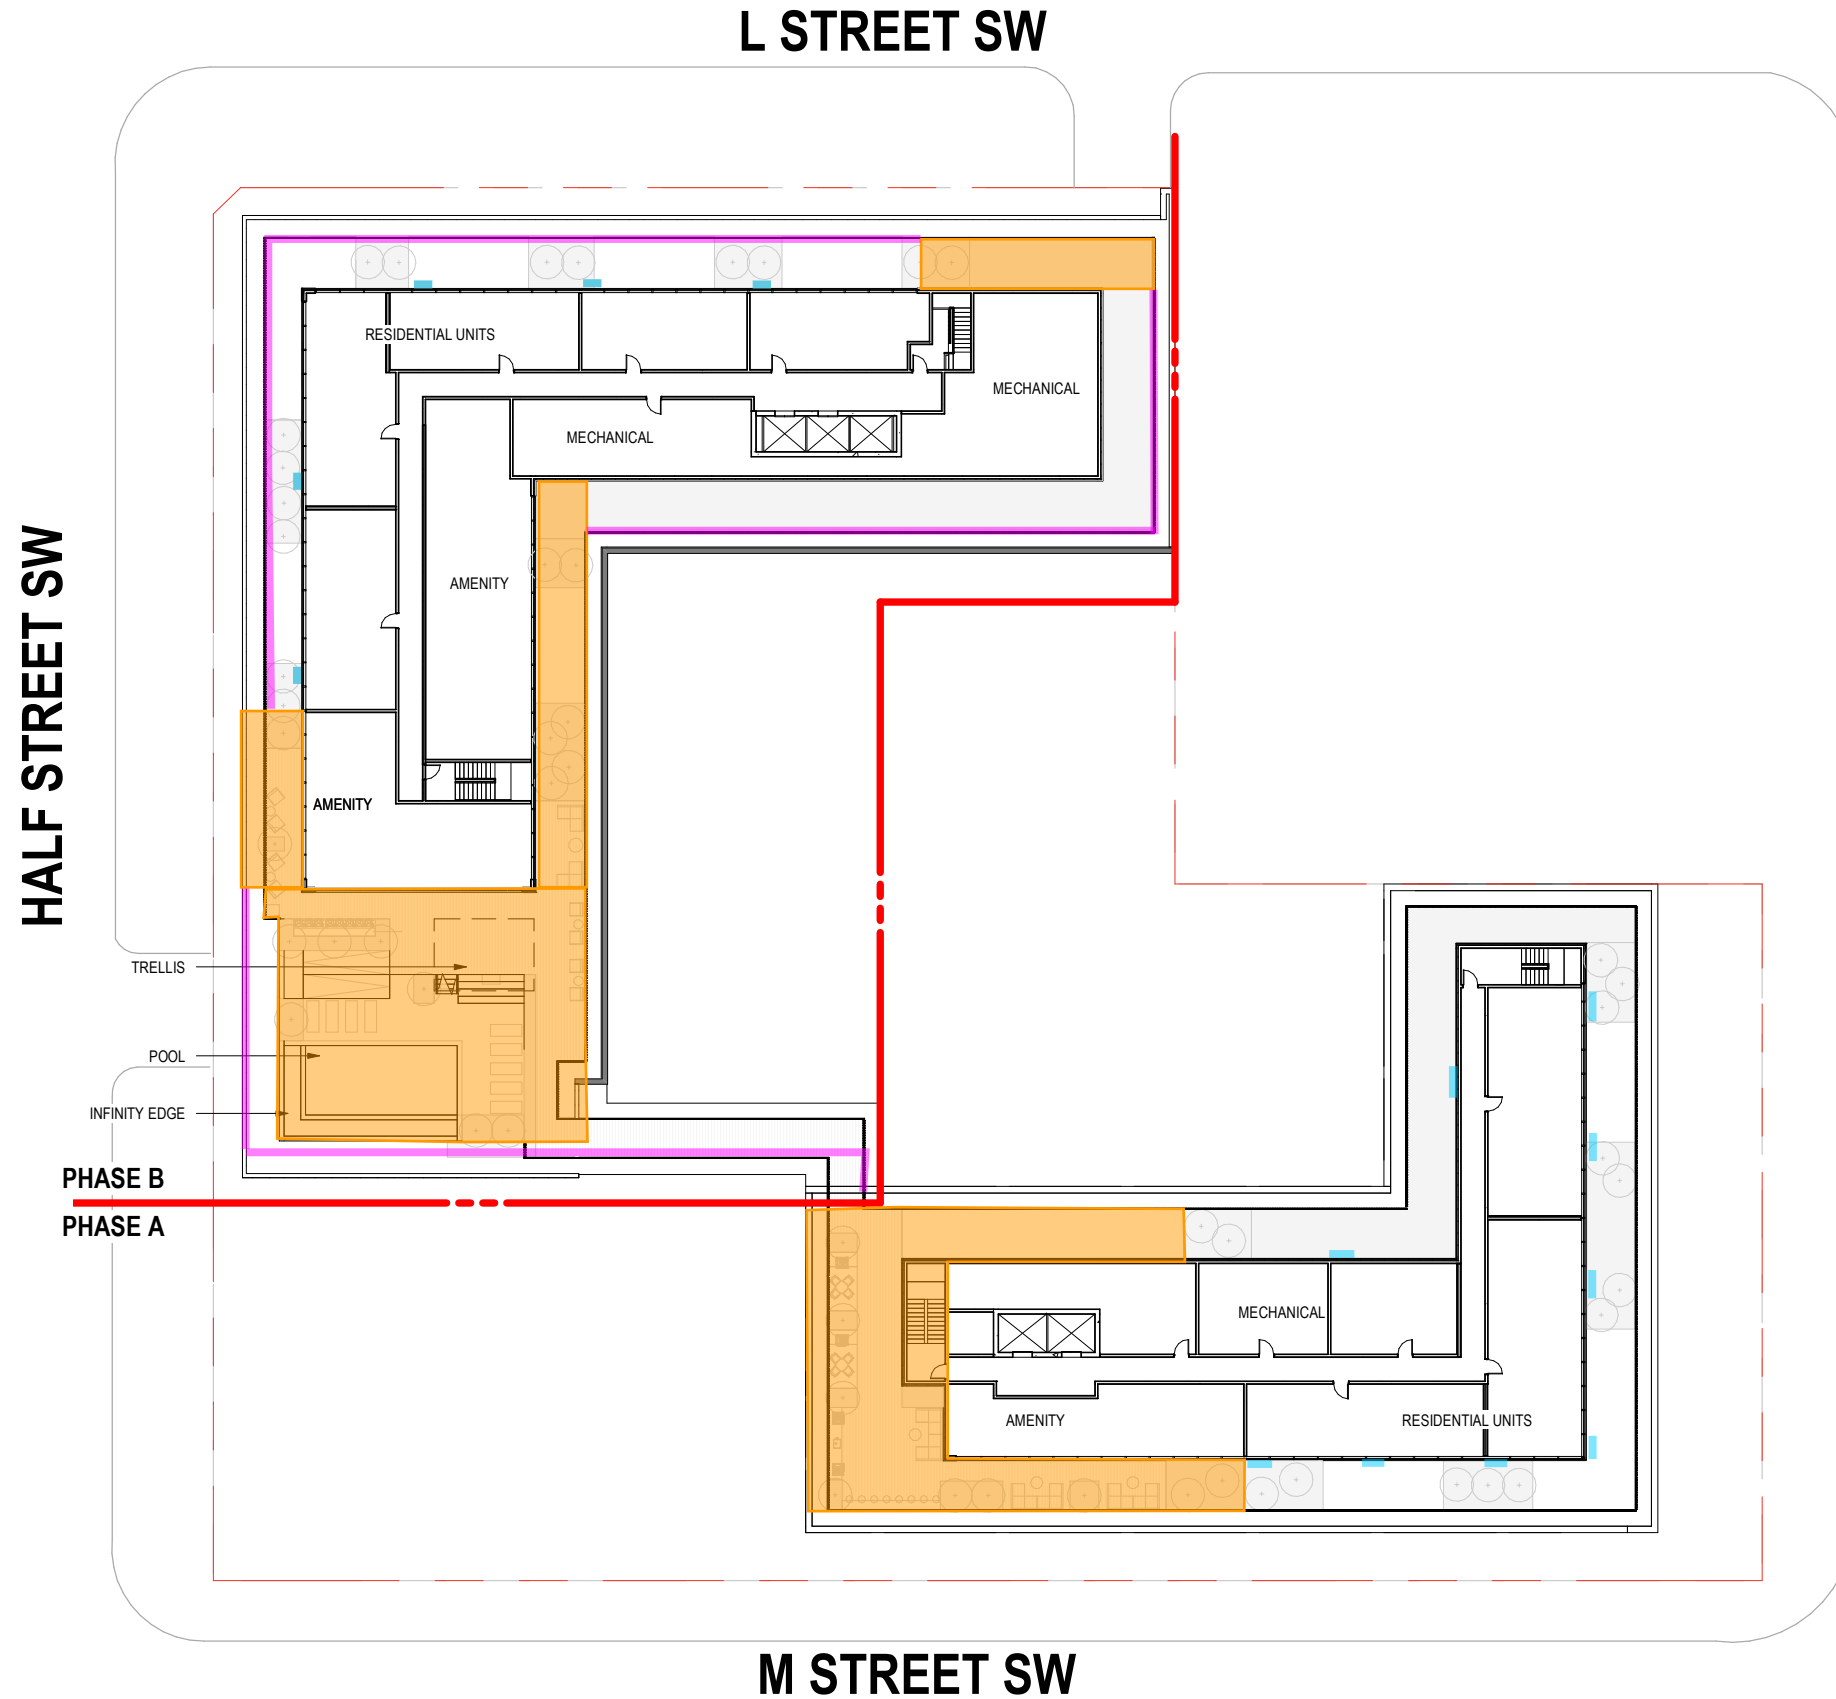 L STREET SW
RESIDENTIAL UNITS
MECHANICAL
MECHANICAL
HALF STREET SW
AMENITY
AMENITY
TRELLIS
POOL
INFINITY EDGE
PHASE B
PHASE A
MECHANICAL
AMENITY
RESIDENTIAL UNITS
M STREET SW